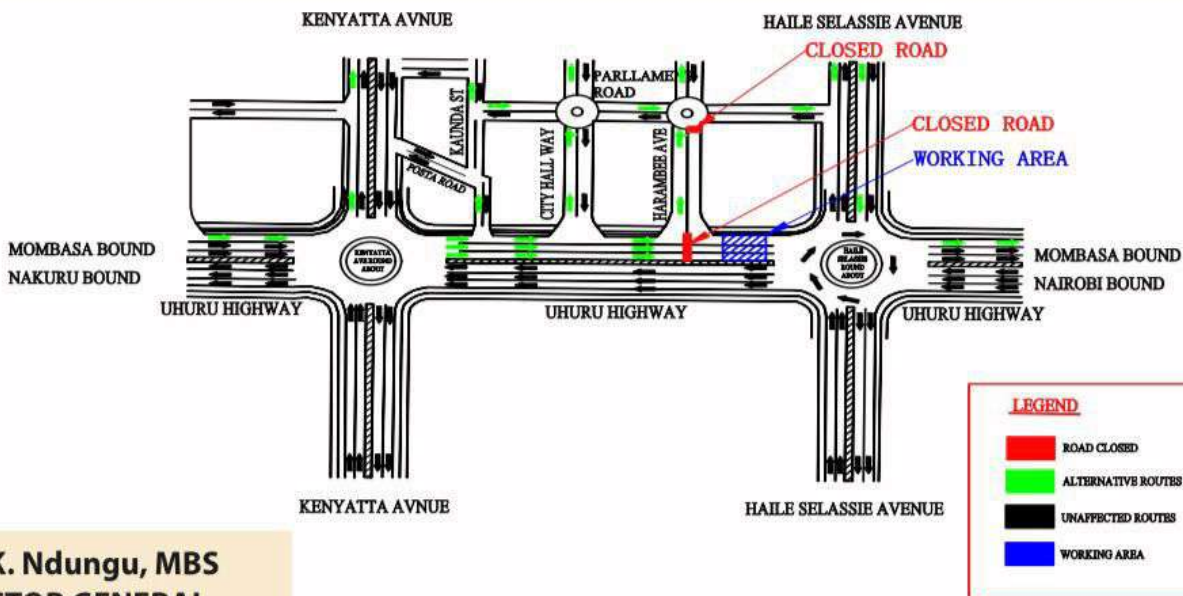 KENYATTA AVNUE
HAILE SELASSIE AVENUE
CLOSED ROAD
PARLLAME
ROAD
KAUNDA ST
CLOSED ROAD
WORKING AREA
POSTA ROAD
CITY HALL WAY
HARAMBEE AVE
MOMBASA BOUND
NAKURU BOUND
KENYATTA
AVE ROUND
ABOUT
HAILE
SELASSIE
ROUND
ABOUT
MOMBASA BOUND
NAIROBI BOUND
UHURU HIGHWAY
UHURU HIGHWAY
UHURU HIGHWAY
KENYATTA AVNUE
HAILE SELASSIE AVENUE
LEGEND
ROAD CLOSED
ALTERNATIVE ROUTES
UNAFFECTED ROUTES
WORKING AREA
K. Ndungu, MBS
GENERAL